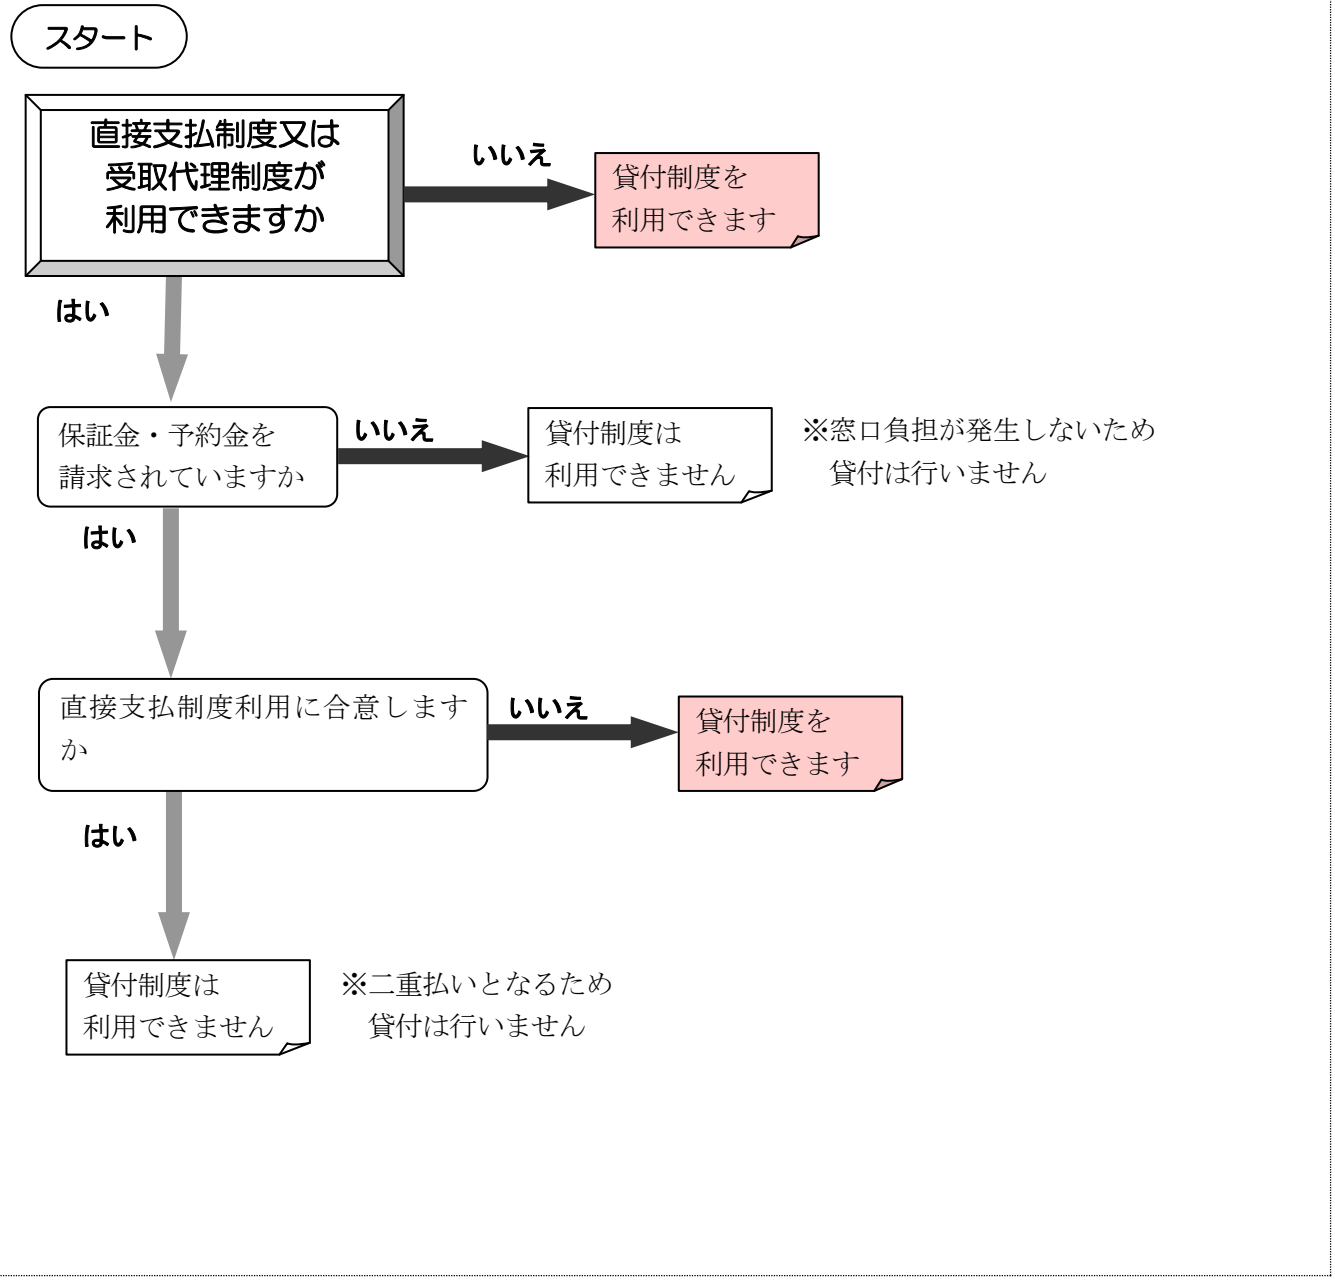 スタート
直接支払制度又は
受取代理制度が
利用できますか
いいえ
貸付制度を
利用できます
はい
保証金・予約金を
請求されていますか
いいえ
貸付制度は
利用できません
※窓口負担が発生しないため
貸付は行いません
はい
直接支払制度利用に合意します
か
いいえ
貸付制度を
利用できます
はい
貸付制度は
利用できません
※二重払いとなるため
貸付は行いません